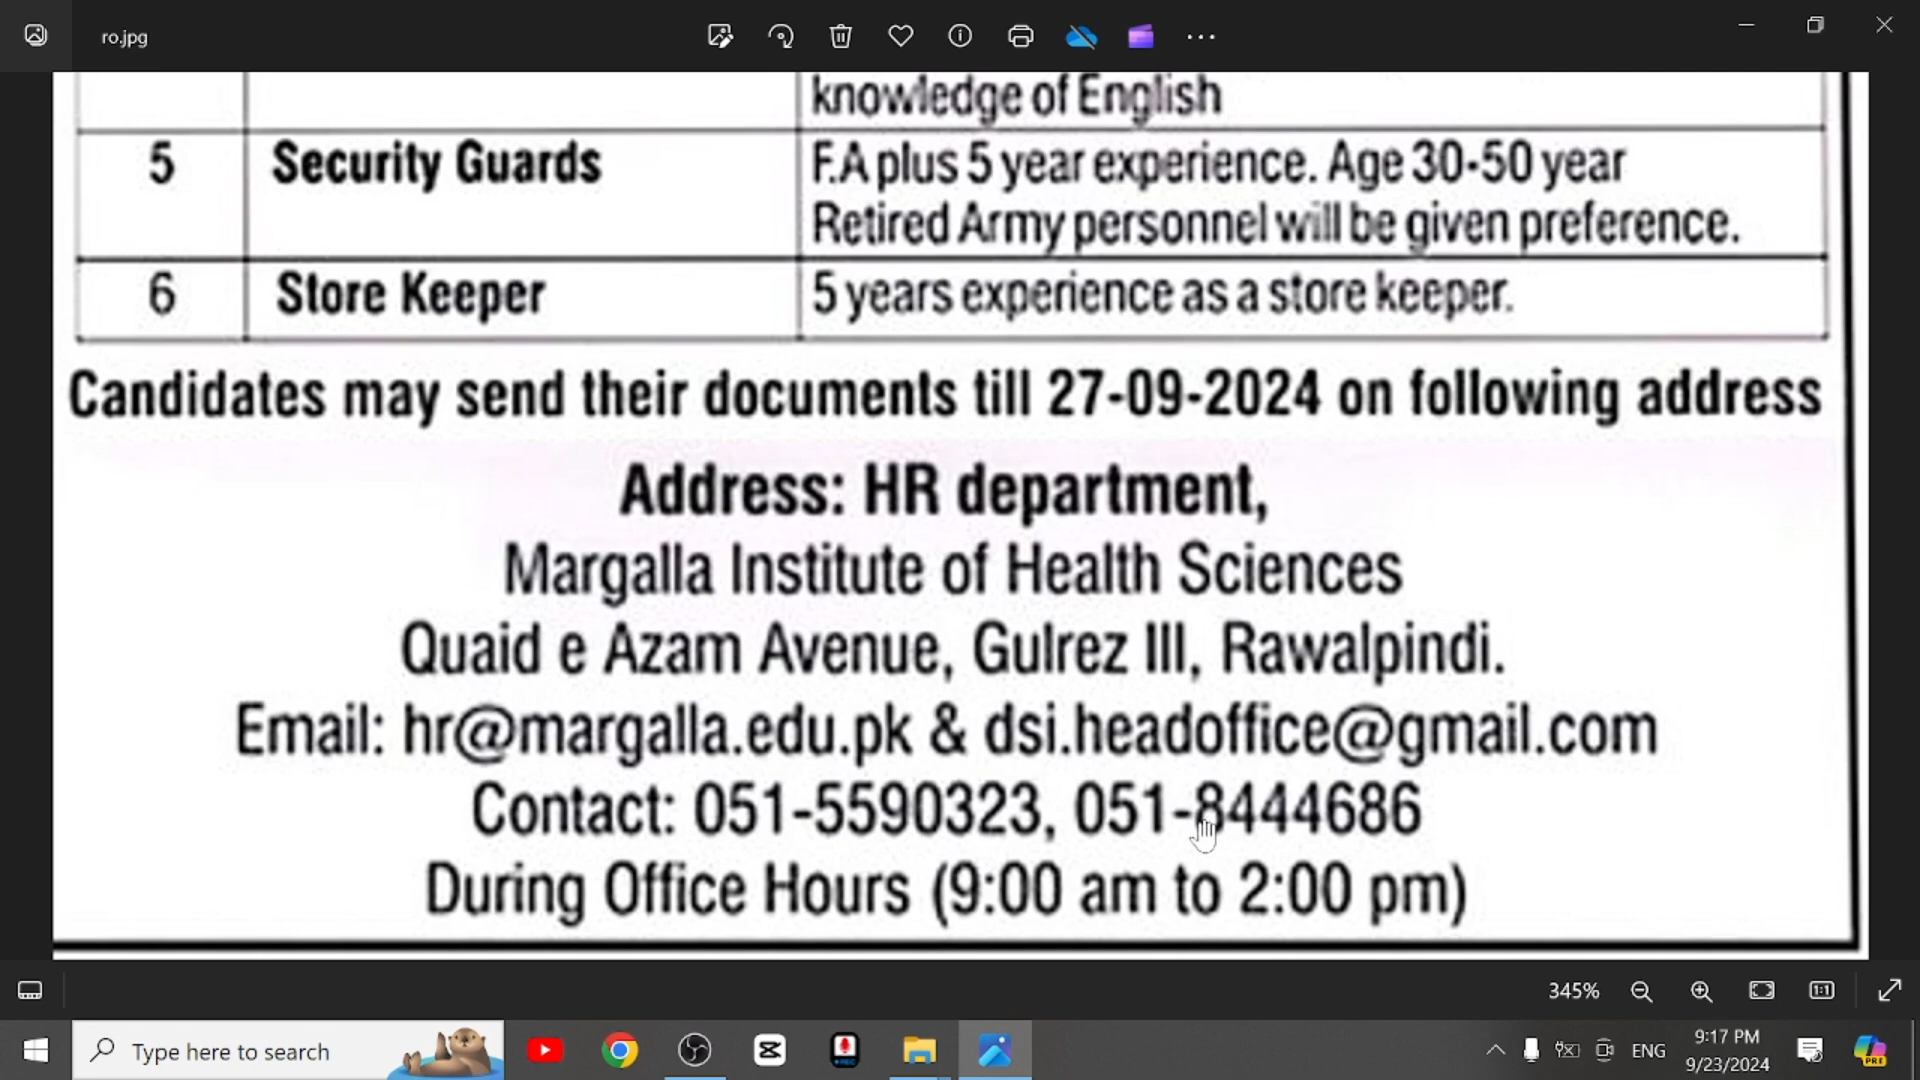 ro.jpg
knowledge of English
5 Security Guards F.A plus 5 year experience. Age 30-50 year
Retired Army personnel will be given preference.
6 Store Keeper 5 years experience as a store keeper.
Candidates may send their documents till 27-09-2024 on following address
Address: HR department,
Margalla Institute of Health Sciences
Quaid e Azam Avenue, Gulrez III, Rawalpindi.
Email: hr@margalla.edu.pk & dsi.headoffice@gmail.com
Contact: 051-5590323, 051-8444686
During Office Hours (9:00 am to 2:00 pm)
345% 1:1
Type here to search ENG 9:17 PM
9/23/2024
PRE